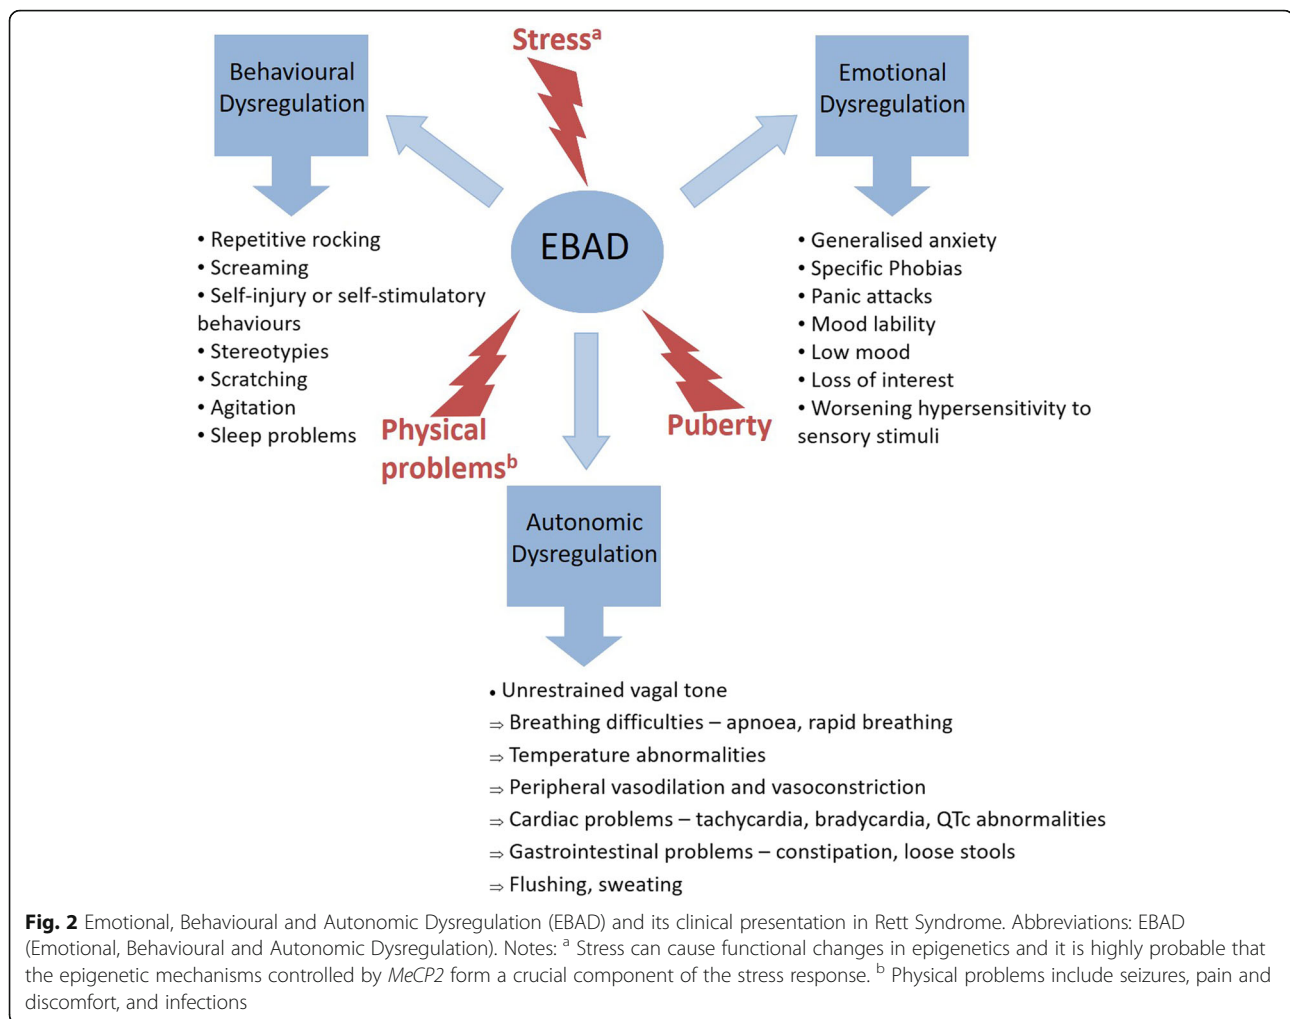 Stressᵃ
Behavioural
Dysregulation
Emotional
Dysregulation
EBAD
• Repetitive rocking
• Screaming
• Self-injury or self-stimulatory
behaviours
• Stereotypies
• Scratching
• Agitation
• Sleep problems
• Generalised anxiety
• Specific Phobias
• Panic attacks
• Mood lability
• Low mood
• Loss of interest
• Worsening hypersensitivity to
sensory stimuli
Physical
problemsᵇ
Puberty
Autonomic
Dysregulation
• Unrestrained vagal tone
⇒ Breathing difficulties – apnoea, rapid breathing
⇒ Temperature abnormalities
⇒ Peripheral vasodilation and vasoconstriction
⇒ Cardiac problems – tachycardia, bradycardia, QTc abnormalities
⇒ Gastrointestinal problems – constipation, loose stools
⇒ Flushing, sweating
Fig. 2 Emotional, Behavioural and Autonomic Dysregulation (EBAD) and its clinical presentation in Rett Syndrome. Abbreviations: EBAD
(Emotional, Behavioural and Autonomic Dysregulation). Notes: ᵃ Stress can cause functional changes in epigenetics and it is highly probable that
the epigenetic mechanisms controlled by MeCP2 form a crucial component of the stress response. ᵇ Physical problems include seizures, pain and
discomfort, and infections